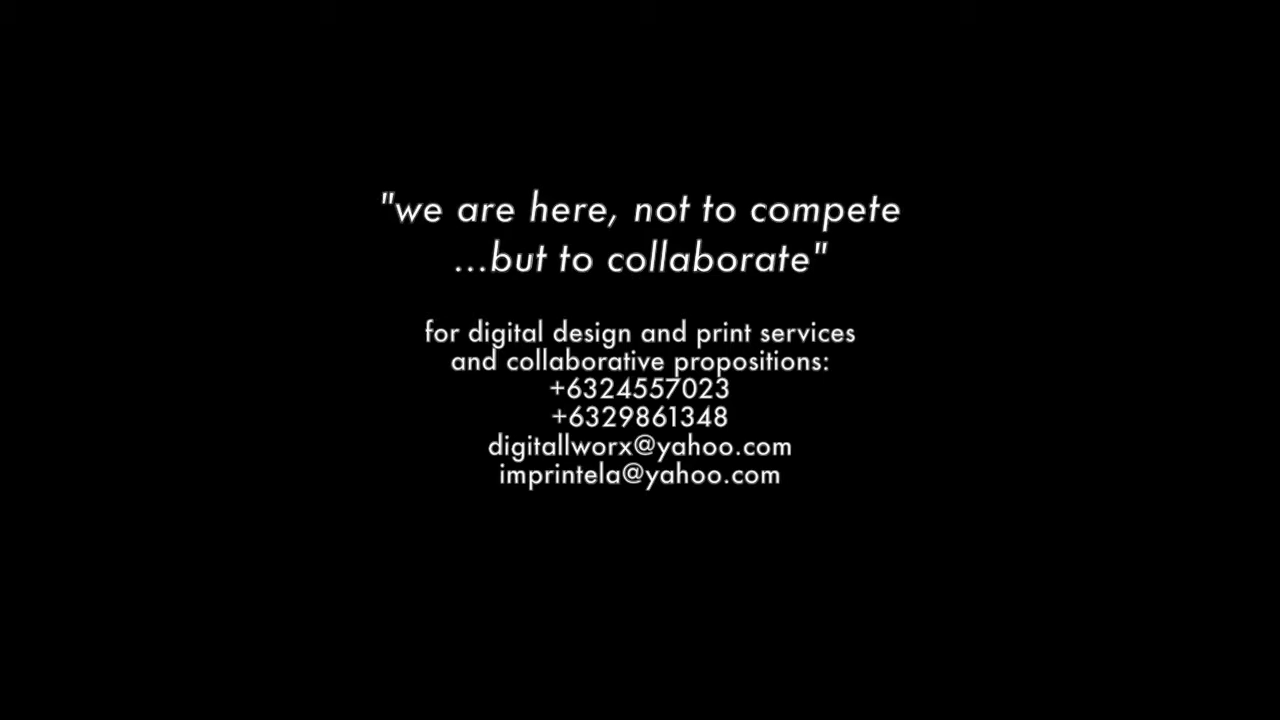 "we are here, not to compete
...but to collaborate"
for digital design and print services
and collaborative propositions:
+6324557023
+6329861348
digitallworx@yahoo.com
imprintela@yahoo.com